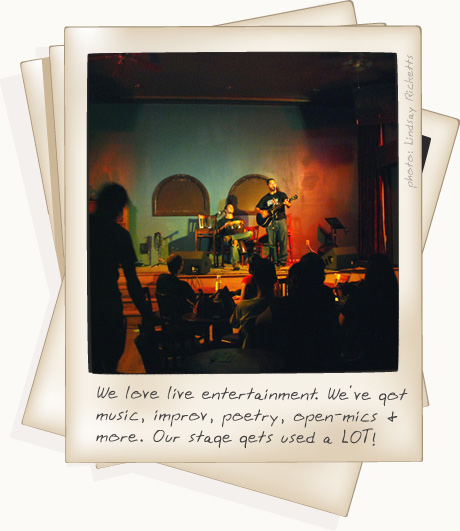 photo: Lindsay Ricketts
We love live entertainment. We've got
music, improv, poetry, open-mics &
more. Our stage gets used a LOT!